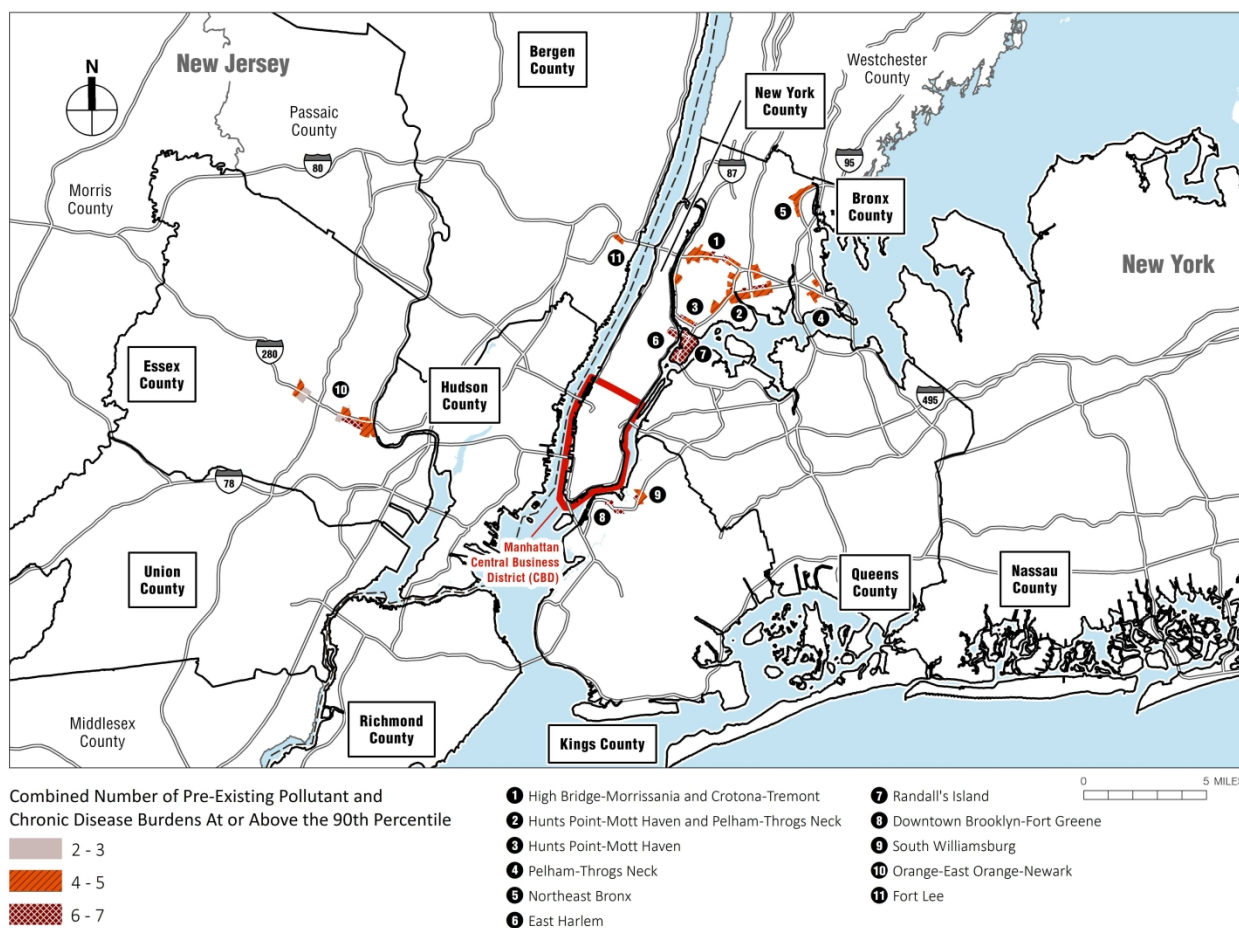 Bergen
County
New Jersey
Westchester
County
N
New York
County
Passaic
County
80
87
95
Morris
County
Bronx
County
5
1
11
New York
2
3
4
6
7
280
Essex
County
10
Hudson
County
495
78
9
8
Manhattan
Central Business
District (CBD)
Union
County
Queens
County
Nassau
County
Middlesex
County
Richmond
County
Kings County
Combined Number of Pre-Existing Pollutant and
Chronic Disease Burdens At or Above the 90th Percentile
2 - 3
4 - 5
6 - 7
1 High Bridge-Morrissania and Crotona-Tremont
2 Hunts Point-Mott Haven and Pelham-Throgs Neck
3 Hunts Point-Mott Haven
4 Pelham-Throgs Neck
5 Northeast Bronx
6 East Harlem
7 Randall's Island
8 Downtown Brooklyn-Fort Greene
9 South Williamsburg
10 Orange-East Orange-Newark
11 Fort Lee
0 5 MILES